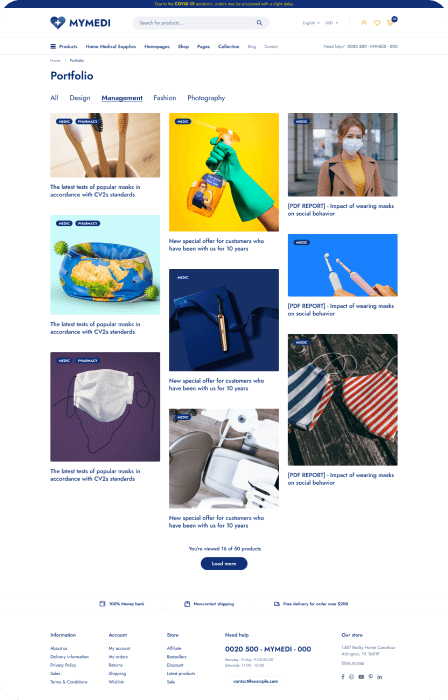 Due to the COVID 19 epidemic, orders may be processed with a slight delay
MYMEDI
Search for products...
English
USD
Products Home Medical Supplies Homepages Shop Pages Collection Blog Contact
Need help? 0020 500 - MYMEDI - 000
Home Portfolio
Portfolio
All Design Management Fashion Photography
MEDIC PHARMACY
The latest tests of popular masks in
accordance with CV2s standards
MEDIC PHARMACY
The latest tests of popular masks in
accordance with CV2s standards
MEDIC PHARMACY
The latest tests of popular masks in
accordance with CV2s standards
MEDIC
New special offer for customers who
have been with us for 10 years
MEDIC
New special offer for customers who
have been with us for 10 years
MEDIC
New special offer for customers who
have been with us for 10 years
MEDIC
[PDF REPORT] - Impact of wearing masks
on social behavior
MEDIC
[PDF REPORT] - Impact of wearing masks
on social behavior
MEDIC
[PDF REPORT] - Impact of wearing masks
on social behavior
You're viewed 16 of 50 products
Load more
100% Money back
Non-contact shipping
Free delivery for order over $200
Information
About us
Delivery information
Privacy Policy
Sales
Terms & Conditions
Account
My account
My orders
Returns
Shipping
Wishlist
Store
Affiliate
Bestsellers
Discount
Latest products
Sale
Need help
0020 500 - MYMEDI - 000
Monday - Friday: 9:00-20:00
Saturday: 11:00 - 15:00
contact@example.com
Our store
1487 Rocky Horse Carrefour
Arlington, TX 16819
Show on map